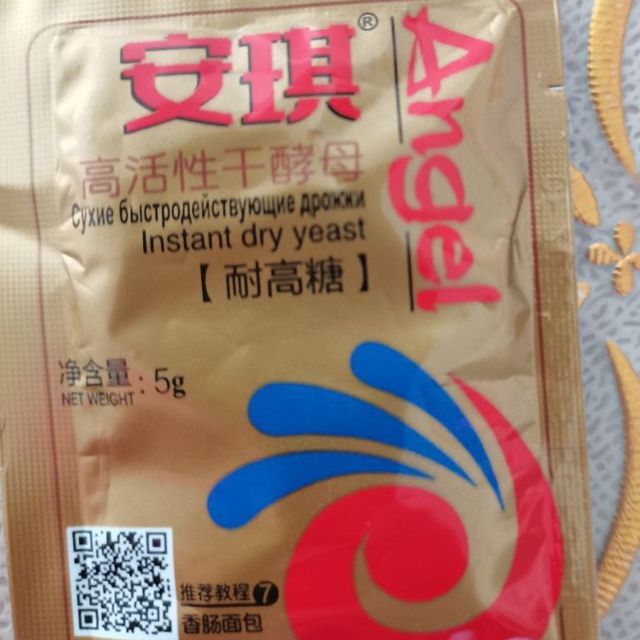 安琪®
Angel
高活性干酵母
Сухие быстродействующие дрожжи
Instant dry yeast
【耐高糖】
净含量: 5g
NET WEIGHT
推荐教程7
香肠面包